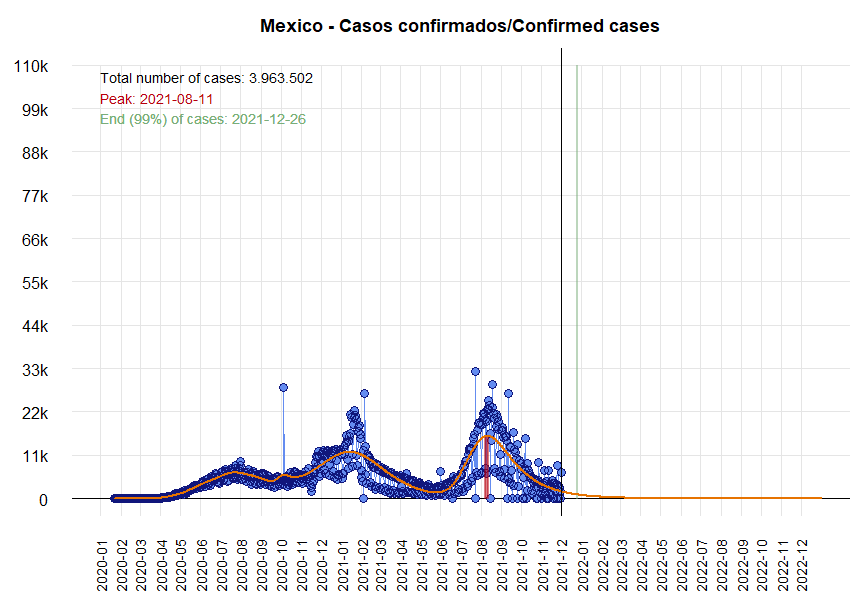 Mexico - Casos confirmados/Confirmed cases
110k
Total number of cases: 3.963.502
Peak: 2021-08-11
99k
End (99%) of cases: 2021-12-26
88k
77k
66k
55k
44k
33k
22k
11k
0
2020-01
2020-02
2020-03
2020-04
2020-05
2020-06
2020-07
2020-08
2020-09
2020-10
2020-11
2020-12
2021-01
2021-02
2021-03
2021-04
2021-05
2021-06
2021-07
2021-08
2021-09
2021-10
2021-11
2021-12
2022-01
2022-02
2022-03
2022-04
2022-05
2022-06
2022-07
2022-08
2022-09
2022-10
2022-11
2022-12